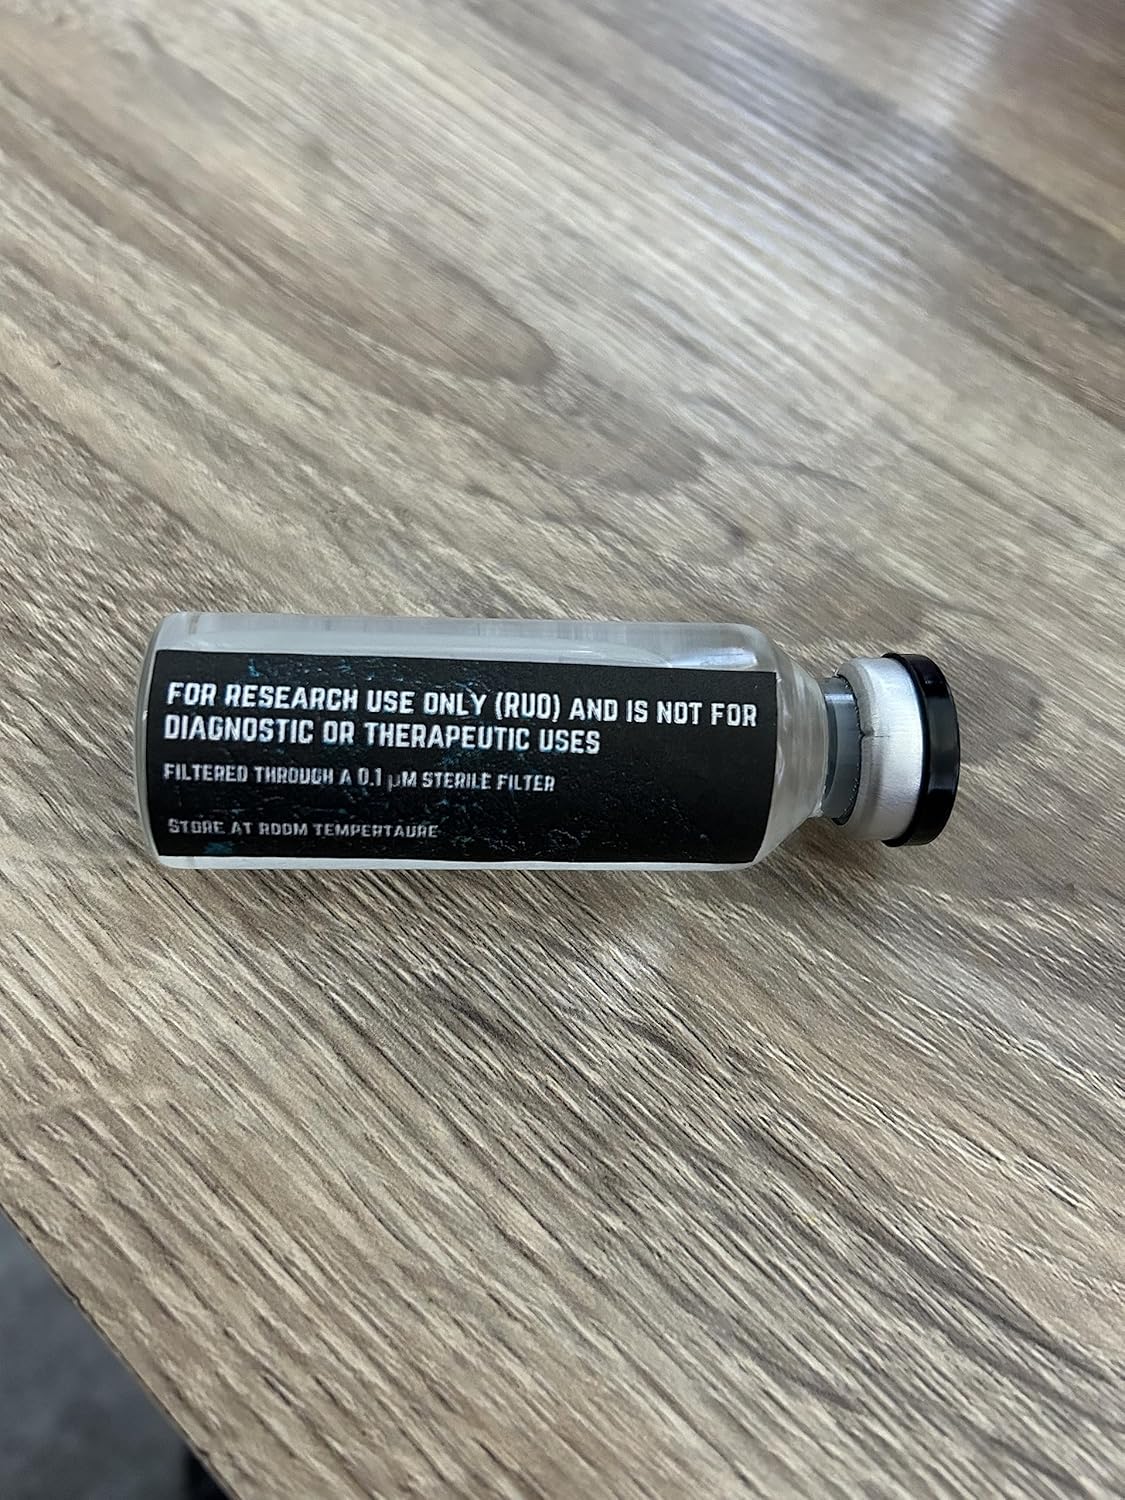 FOR RESEARCH USE ONLY (RUO) AND IS NOT FOR
DIAGNOSTIC OR THERAPEUTIC USES
FILTERED THROUGH A 0.1 µM STERILE FILTER
STORE AT ROOM TEMPERTAURE